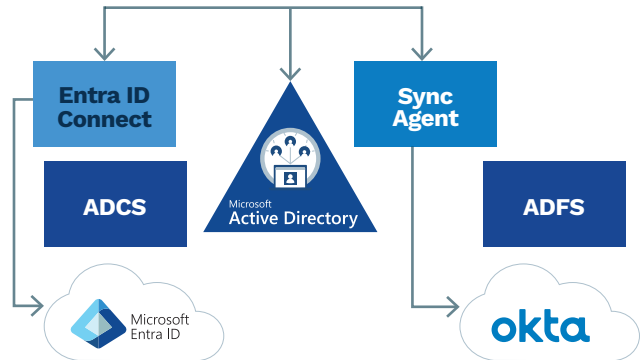 Entra ID
Connect
Sync
Agent
ADCS
Microsoft
Active Directory
ADFS
Microsoft
Entra ID
okta